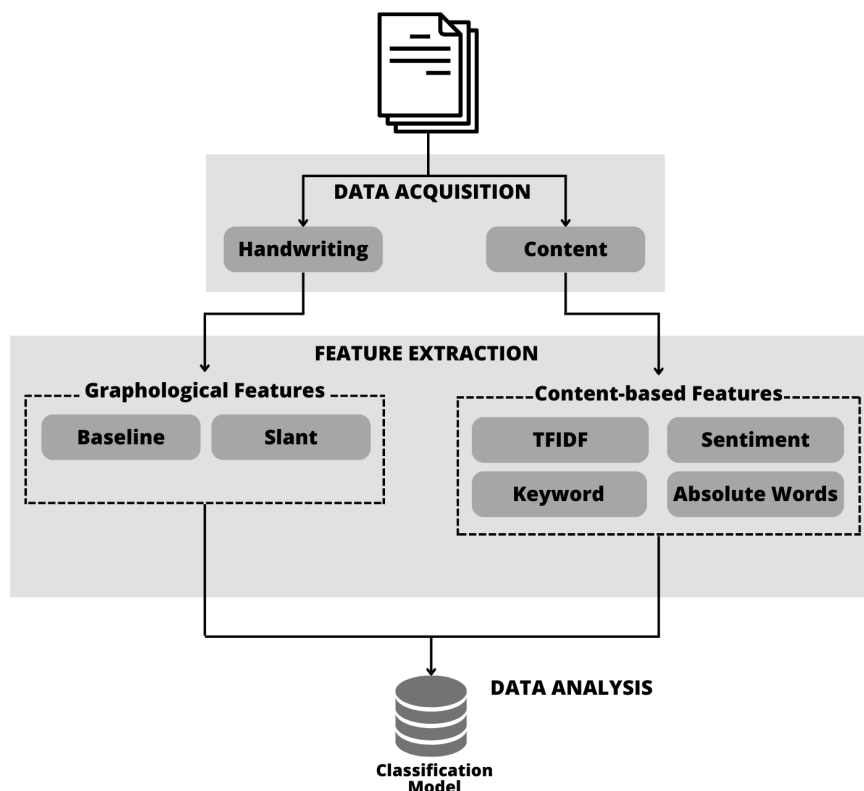 DATA ACQUISITION
Handwriting
Content
FEATURE EXTRACTION
Graphological Features
Baseline
Slant
Content-based Features
TFIDF
Sentiment
Keyword
Absolute Words
DATA ANALYSIS
Classification
Model